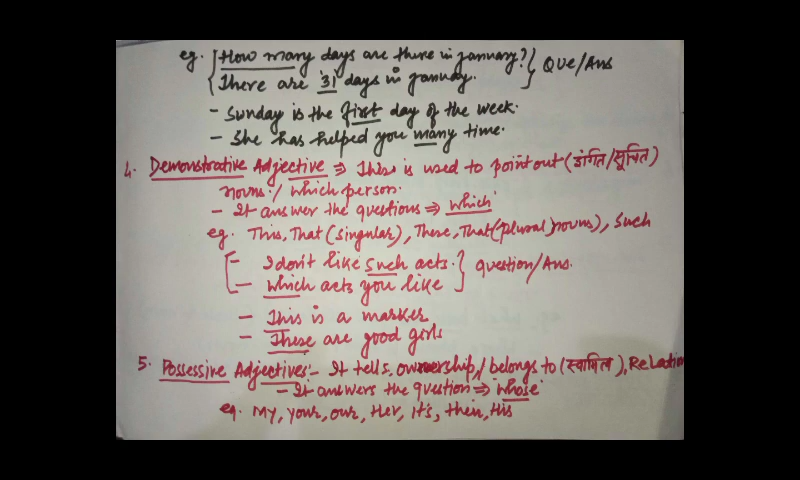 eg. { How many days are there in january? } Que/Ans
There are '31' days in january.
- Sunday is the first day of the week.
- She has helped you many time.
4. Demonstrative Adjective ⇒ This is used to point out (इंगित/सूचित)
nouns./ which person.
- It answer the questions ⇒ 'which'
eg. This, That (singular), There, That (plural nouns), Such
- I don't like such acts. } question/Ans.
- which acts you like
- This is a marker
- These are good girls
5. Possessive Adjectives:- It tells ownership/ belongs to (स्वामित्व), Relation
- It answers the question ⇒ 'whose'
eg. My, your, our, Her, it's, their, His